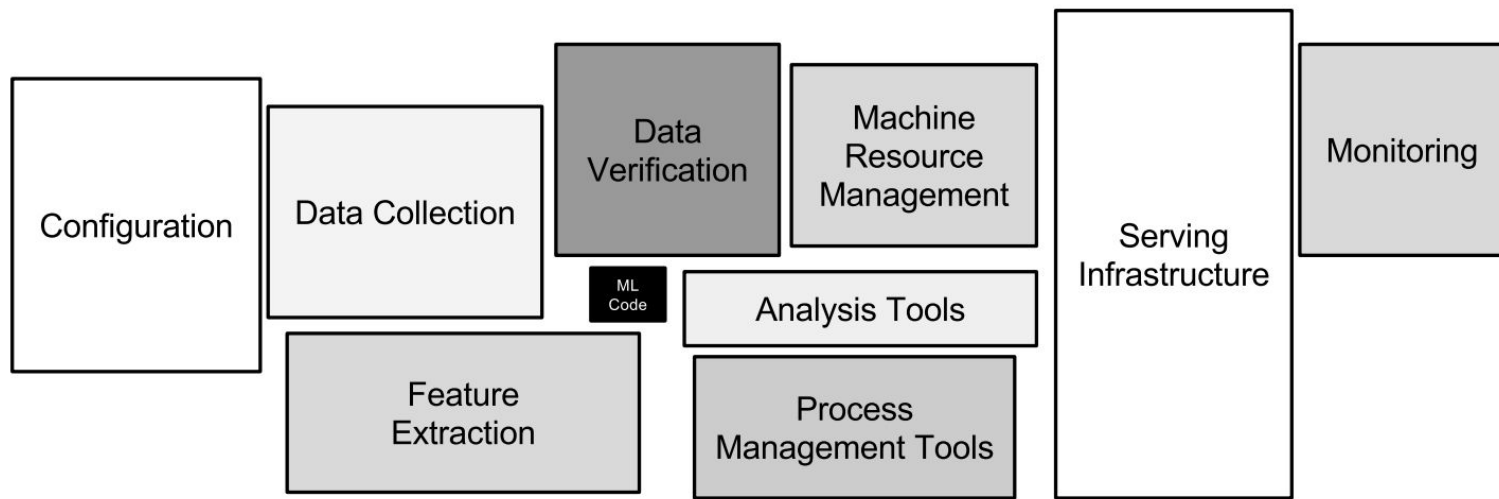 Configuration
Data Collection
Data
Verification
Machine
Resource
Management
Serving
Infrastructure
Monitoring
ML
Code
Analysis Tools
Feature
Extraction
Process
Management Tools